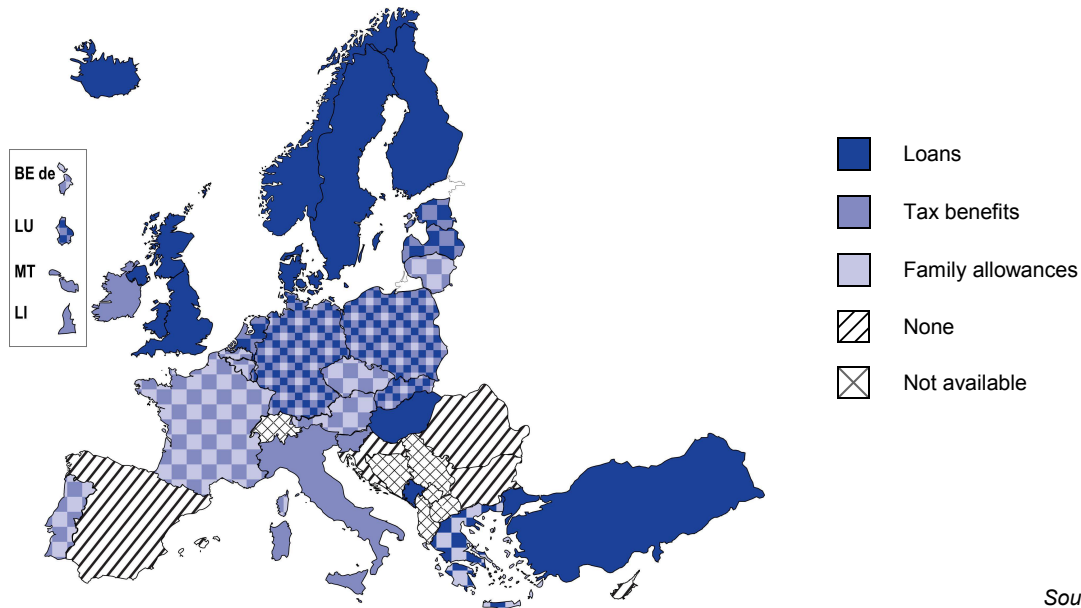 BE de
LU
MT
LI
Loans
Tax benefits
Family allowances
None
Not available
Sou